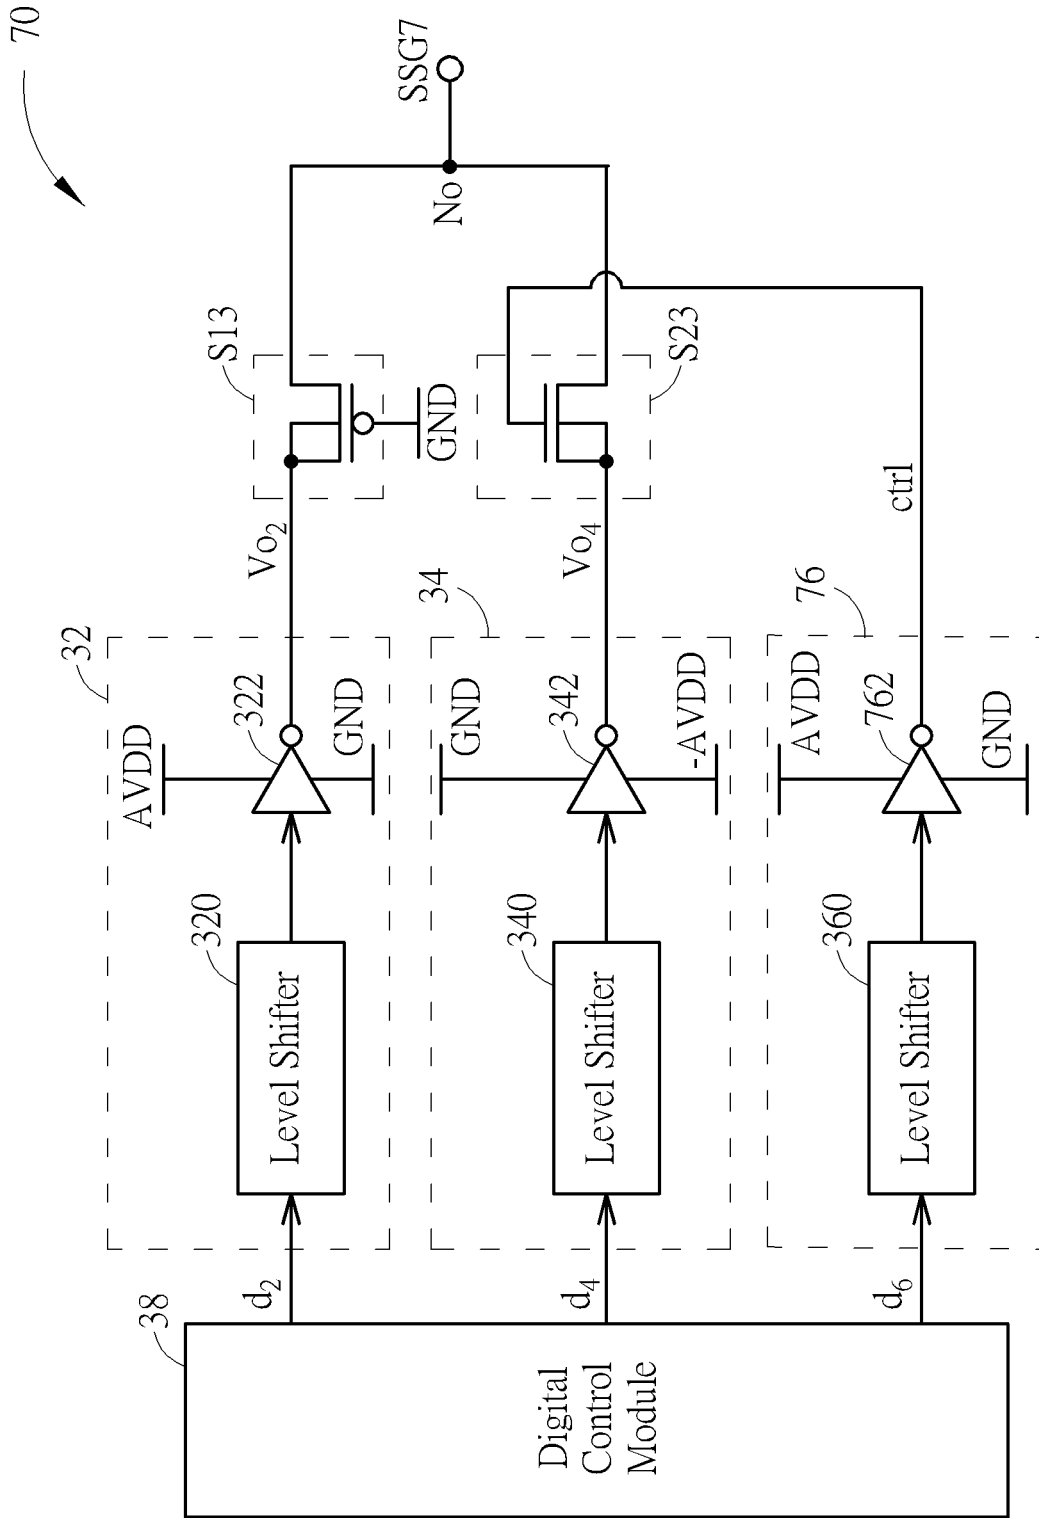 70
38
Digital
Control
Module
d2
d4
d6
32
320
Level Shifter
AVDD
322
GND
Vo2
S13
GND
No
SSG7
34
340
Level Shifter
GND
342
-AVDD
Vo4
S23
76
360
Level Shifter
AVDD
762
GND
ctrl